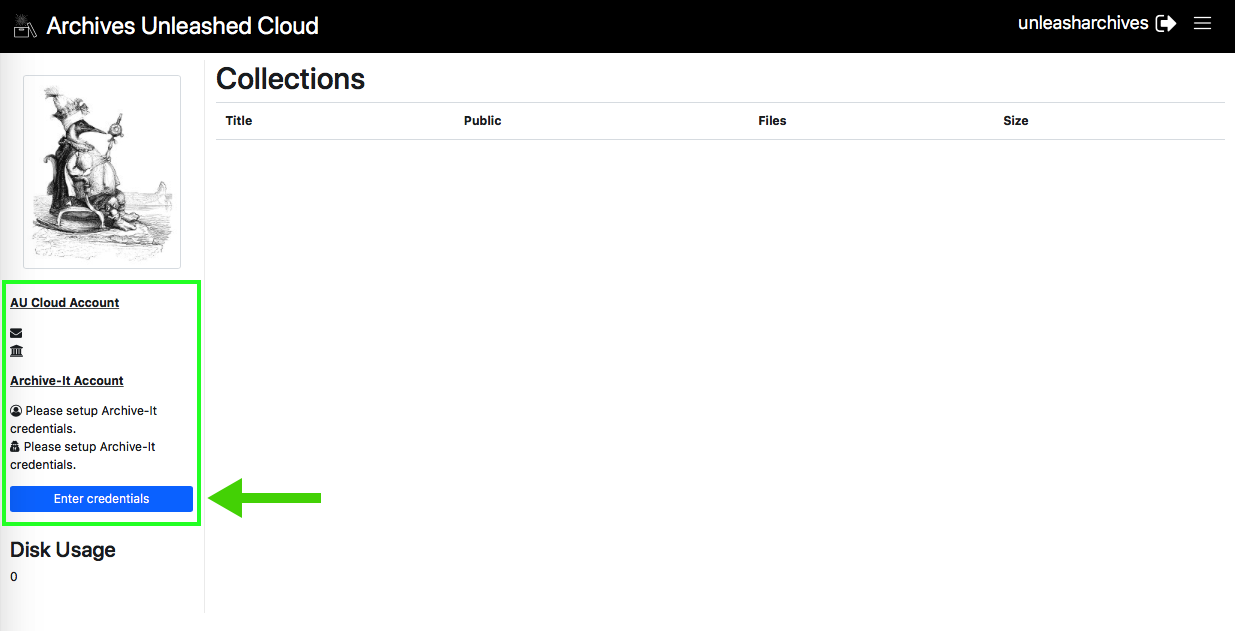 Archives Unleashed Cloud
unleasharchives
Collections
Title Public Files Size
AU Cloud Account
Archive-It Account
Please setup Archive-It
credentials.
Please setup Archive-It
credentials.
Enter credentials
Disk Usage
0